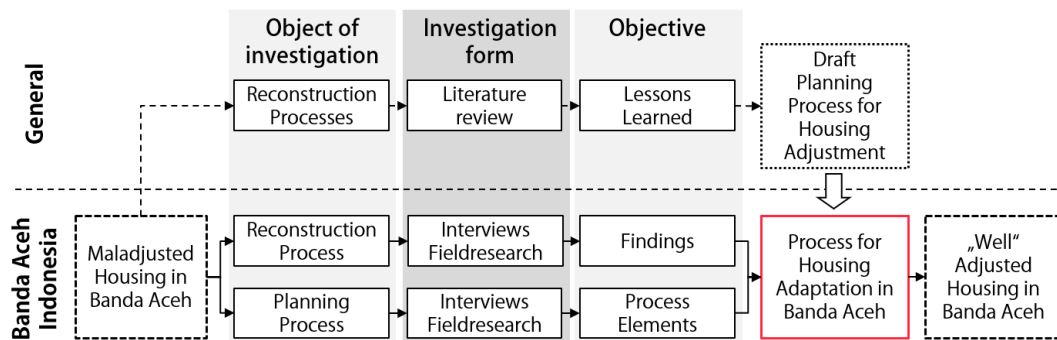 Object of
investigation
Investigation
form
Objective
General
Reconstruction
Processes
Literature
review
Lessons
Learned
Draft
Planning
Process for
Housing
Adjustment
Banda Aceh
Indonesia
Maladjusted
Housing in
Banda Aceh
Reconstruction
Process
Interviews
Fieldresearch
Findings
Planning
Process
Interviews
Fieldresearch
Process
Elements
Process for
Housing
Adaptation in
Banda Aceh
„Well“
Adjusted
Housing in
Banda Aceh